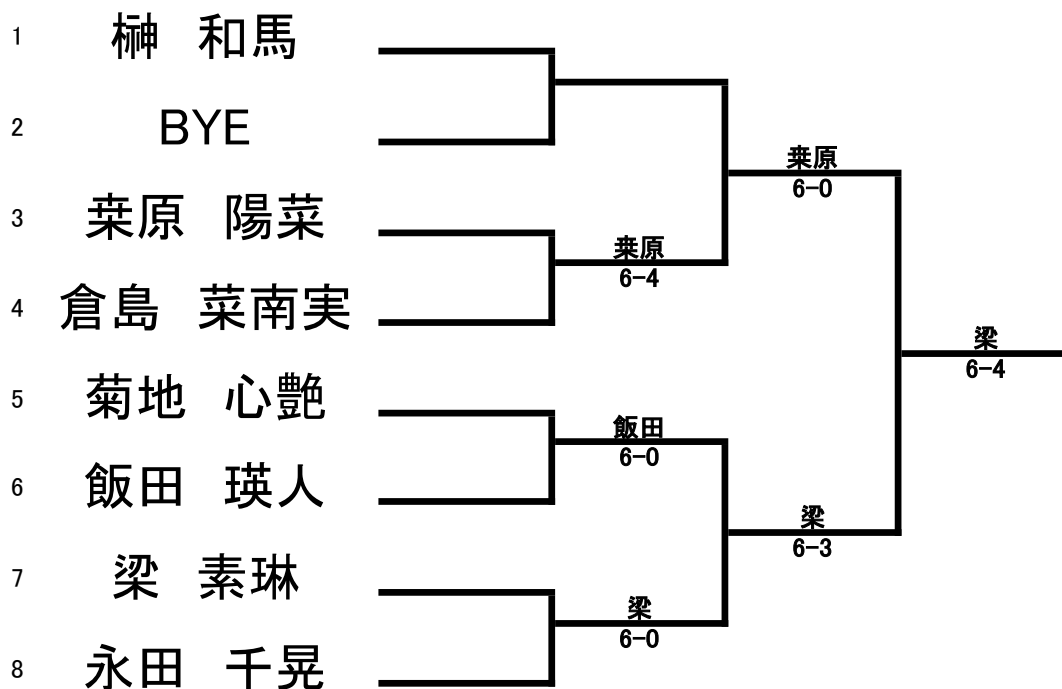 1 榊 和馬
2 BYE
3 桒原 陽菜
4 倉島 菜南実
5 菊地 心艶
6 飯田 瑛人
7 梁 素琳
8 永田 千晃
桒原
6-4
飯田
6-0
梁
6-0
桒原
6-0
梁
6-3
梁
6-4